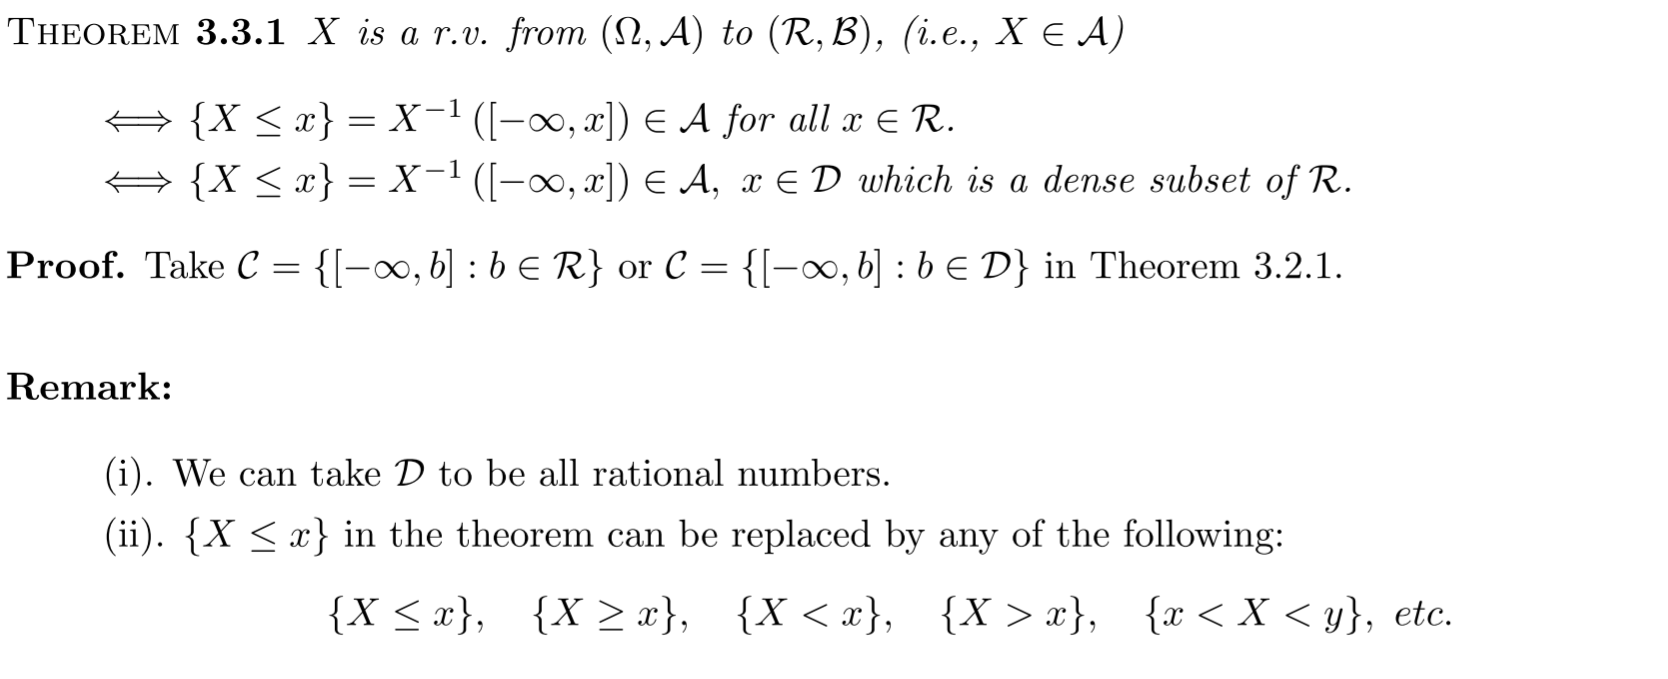 THEOREM 3.3.1 X is a r.v. from (Ω, 𝒜) to (ℛ, ℬ), (i.e., X ∈ 𝒜)
⟺ {X ≤ x} = X⁻¹ ([−∞, x]) ∈ 𝒜 for all x ∈ ℛ.
⟺ {X ≤ x} = X⁻¹ ([−∞, x]) ∈ 𝒜, x ∈ 𝒟 which is a dense subset of ℛ.
Proof. Take 𝒞 = {[−∞, b] : b ∈ ℛ} or 𝒞 = {[−∞, b] : b ∈ 𝒟} in Theorem 3.2.1.
Remark:
(i). We can take 𝒟 to be all rational numbers.
(ii). {X ≤ x} in the theorem can be replaced by any of the following:
{X ≤ x}, {X ≥ x}, {X < x}, {X > x}, {x < X < y}, etc.